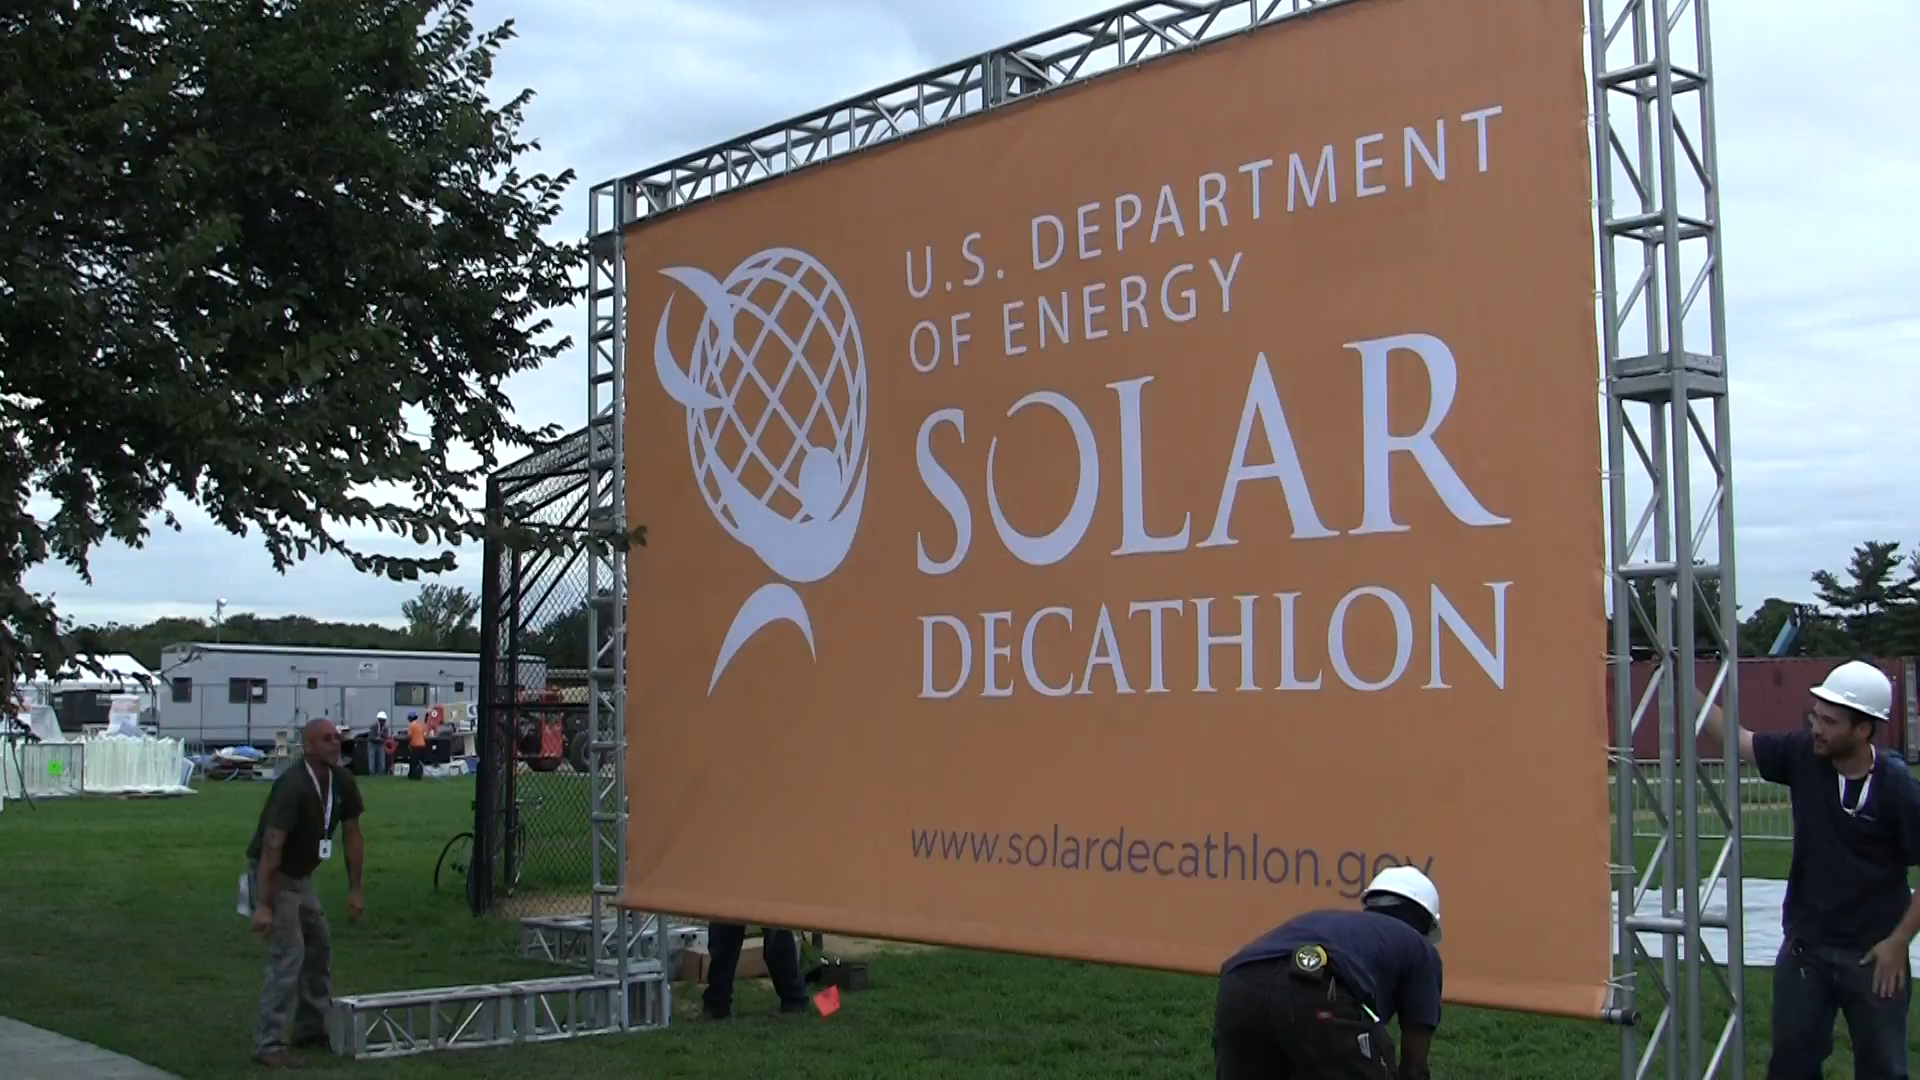 U.S. DEPARTMENT
OF ENERGY
SOLAR
DECATHLON
www.solardecathlon.gov